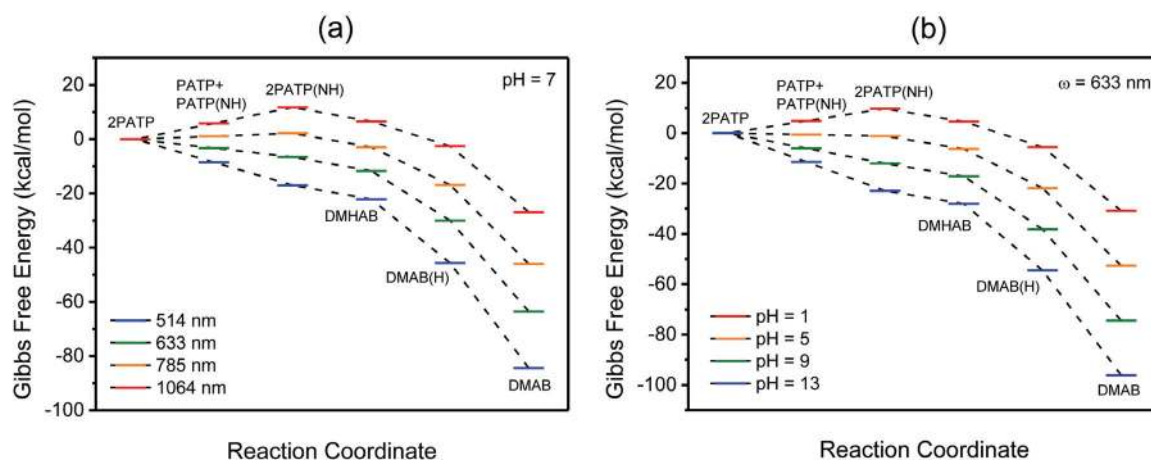 (a)
pH = 7
20
0
-20
-40
-60
-80
-100
Gibbs Free Energy (kcal/mol)
2PATP
PATP+
PATP(NH)
2PATP(NH)
DMHAB
DMAB(H)
DMAB
514 nm
633 nm
785 nm
1064 nm
Reaction Coordinate
(b)
ω = 633 nm
20
0
-20
-40
-60
-80
-100
Gibbs Free Energy (kcal/mol)
2PATP
PATP+
PATP(NH)
2PATP(NH)
DMHAB
DMAB(H)
DMAB
pH = 1
pH = 5
pH = 9
pH = 13
Reaction Coordinate